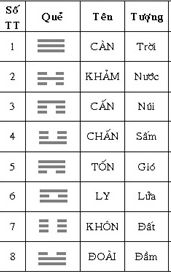 Số TT Quẻ Tên Tượng
1 CÀN Trời
2 KHẢM Nước
3 CẤN Núi
4 CHẤN Sấm
5 TỐN Gió
6 LY Lửa
7 KHÔN Đất
8 ĐOÀI Đầm